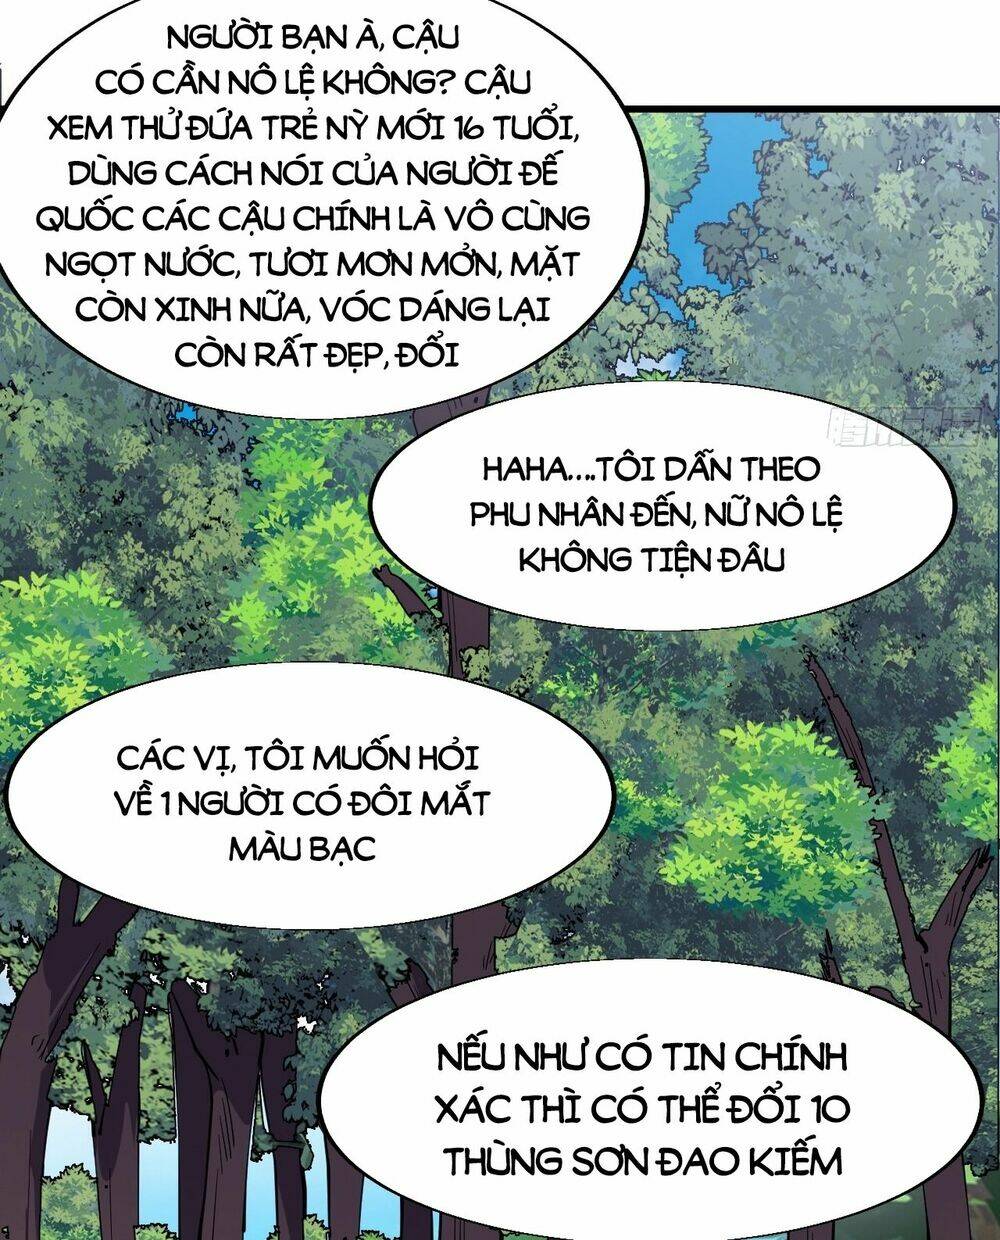 NGƯỜI BẠN À, CẬU
CÓ CẦN NÔ LỆ KHÔNG? CẬU
XEM THỬ ĐỨA TRẺ NỲ MỚI 16 TUỔI,
DÙNG CÁCH NÓI CỦA NGƯỜI ĐẾ
QUỐC CÁC CẬU CHÍNH LÀ VÔ CÙNG
NGỌT NƯỚC, TƯƠI MƠN MỞN, MẶT
CÒN XINH NỮA, VÓC DÁNG LẠI
CÒN RẤT ĐẸP, ĐỔI
HAHA....TÔI DẪN THEO
PHU NHÂN ĐẾN, NỮ NÔ LỆ
KHÔNG TIỆN ĐÂU
CÁC VỊ, TÔI MUỐN HỎI
VỀ 1 NGƯỜI CÓ ĐÔI MẮT
MÀU BẠC
NẾU NHƯ CÓ TIN CHÍNH
XÁC THÌ CÓ THỂ ĐỔI 10
THÙNG SƠN ĐAO KIẾM